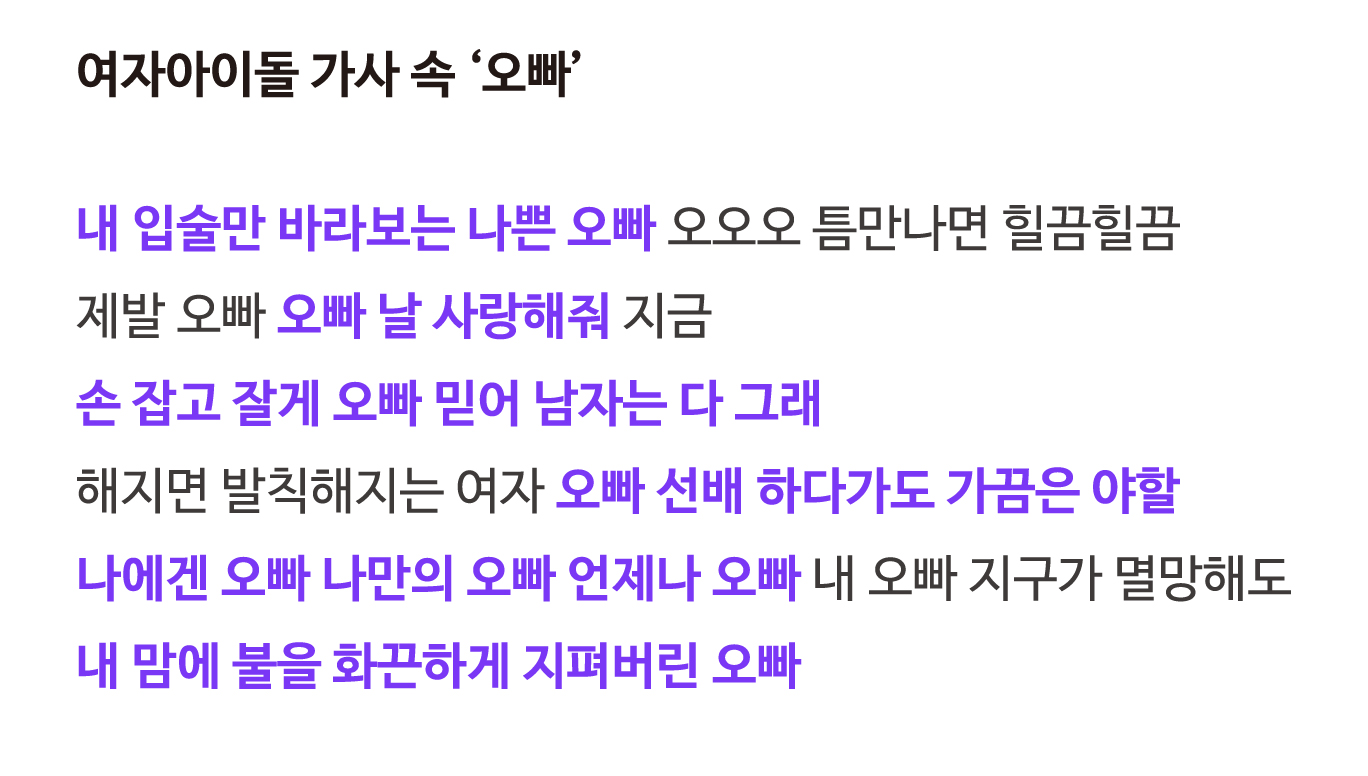 여자아이돌 가사 속 ‘오빠’
내 입술만 바라보는 나쁜 오빠 오오오 틈만나면 힐끔힐끔
제발 오빠 오빠 날 사랑해줘 지금
손 잡고 잘게 오빠 믿어 남자는 다 그래
해지면 발칙해지는 여자 오빠 선배 하다가도 가끔은 야할
나에겐 오빠 나만의 오빠 언제나 오빠 내 오빠 지구가 멸망해도
내 맘에 불을 화끈하게 지펴버린 오빠